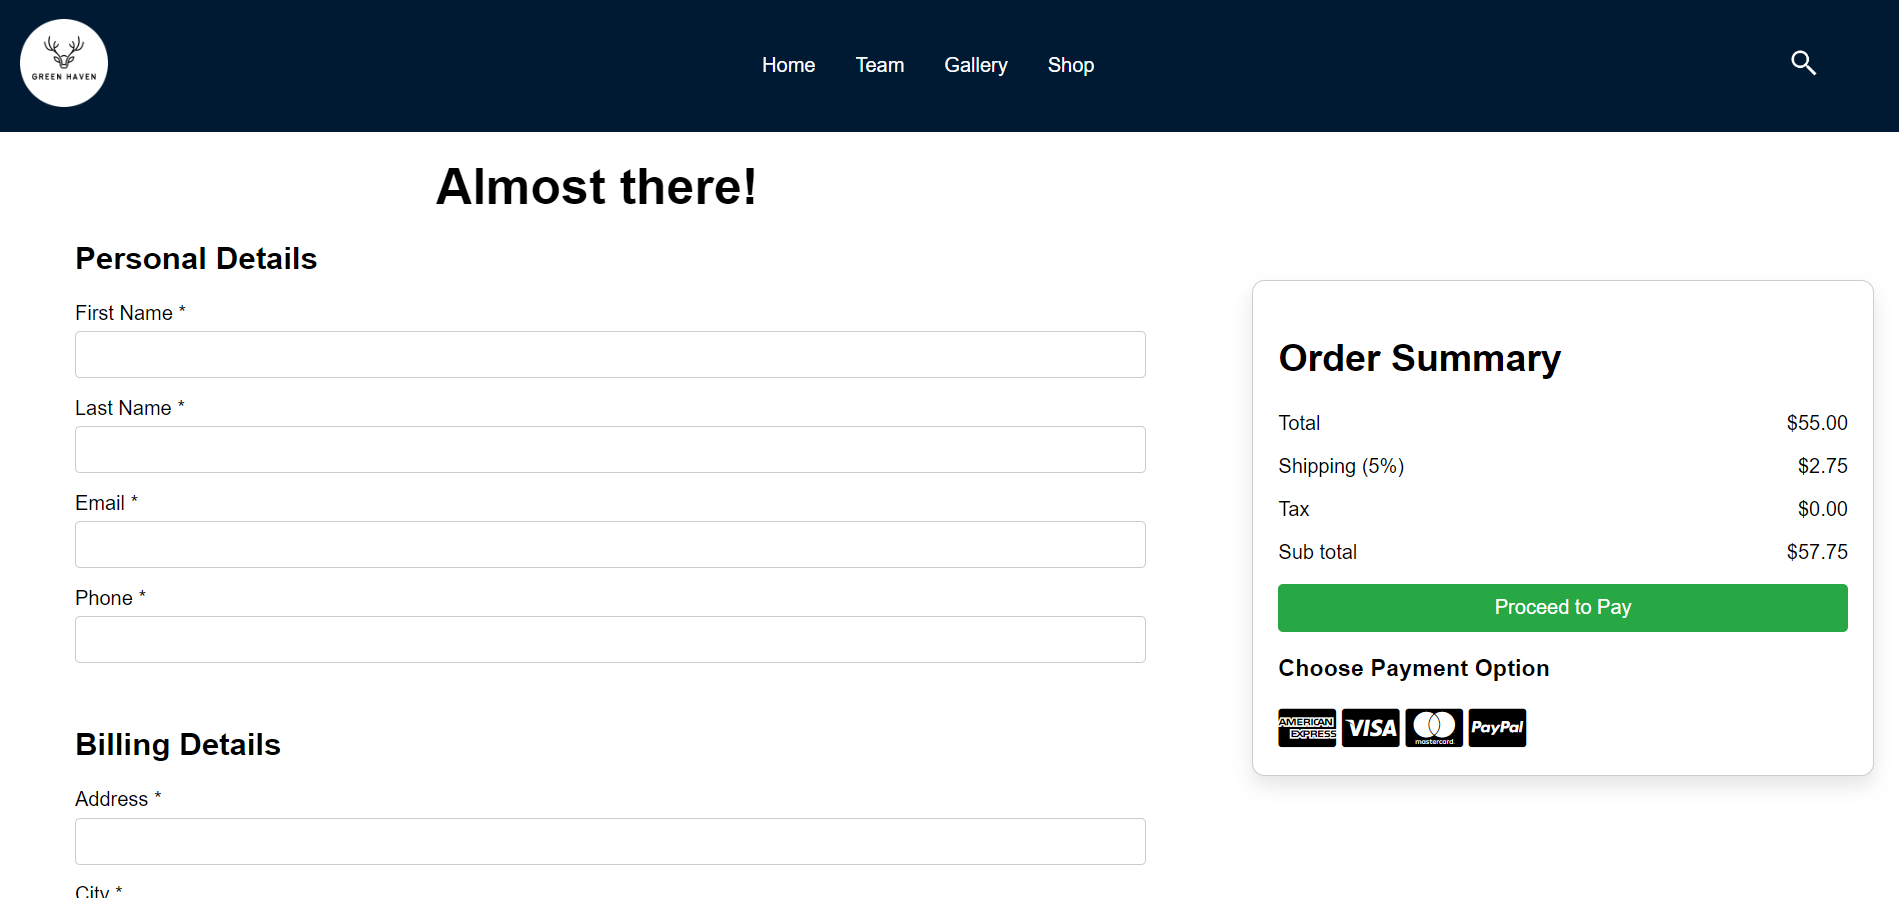 GREEN HAVEN
Home Team Gallery Shop
Almost there!
Personal Details
First Name *
Last Name *
Email *
Phone *
Billing Details
Address *
City *
Order Summary
Total $55.00
Shipping (5%) $2.75
Tax $0.00
Sub total $57.75
Proceed to Pay
Choose Payment Option
AMERICAN EXPRESS VISA mastercard PayPal